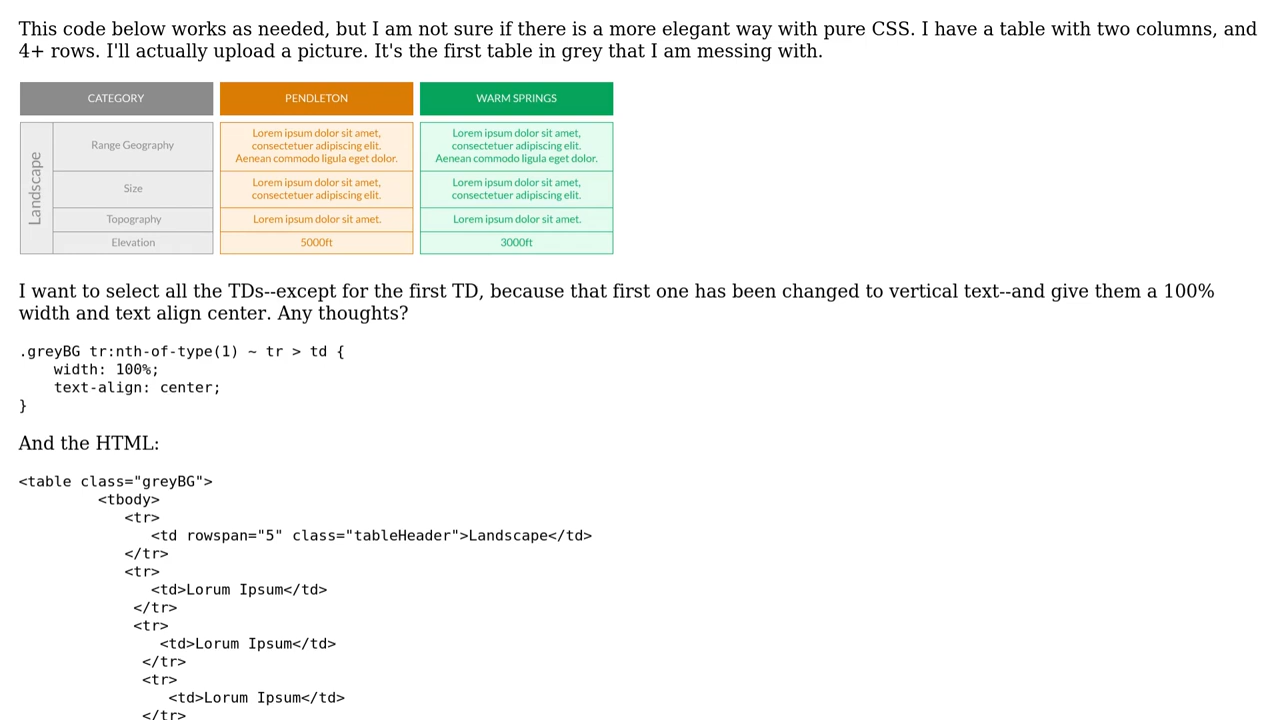 This code below works as needed, but I am not sure if there is a more elegant way with pure CSS. I have a table with two columns, and
4+ rows. I'll actually upload a picture. It's the first table in grey that I am messing with.
CATEGORY PENDLETON WARM SPRINGS
Landscape
Range Geography
Size
Topography
Elevation
Lorem ipsum dolor sit amet,
consectetuer adipiscing elit.
Aenean commodo ligula eget dolor.
Lorem ipsum dolor sit amet,
consectetuer adipiscing elit.
Lorem ipsum dolor sit amet.
5000ft
Lorem ipsum dolor sit amet,
consectetuer adipiscing elit.
Aenean commodo ligula eget dolor.
Lorem ipsum dolor sit amet,
consectetuer adipiscing elit.
Lorem ipsum dolor sit amet.
3000ft
I want to select all the TDs--except for the first TD, because that first one has been changed to vertical text--and give them a 100%
width and text align center. Any thoughts?
.greyBG tr:nth-of-type(1) ~ tr > td {
    width: 100%;
    text-align: center;
}
And the HTML:
<table class="greyBG">
         <tbody>
            <tr>
               <td rowspan="5" class="tableHeader">Landscape</td>
            </tr>
            <tr>
               <td>Lorum Ipsum</td>
             </tr>
             <tr>
                <td>Lorum Ipsum</td>
              </tr>
              <tr>
                 <td>Lorum Ipsum</td>
              </tr>